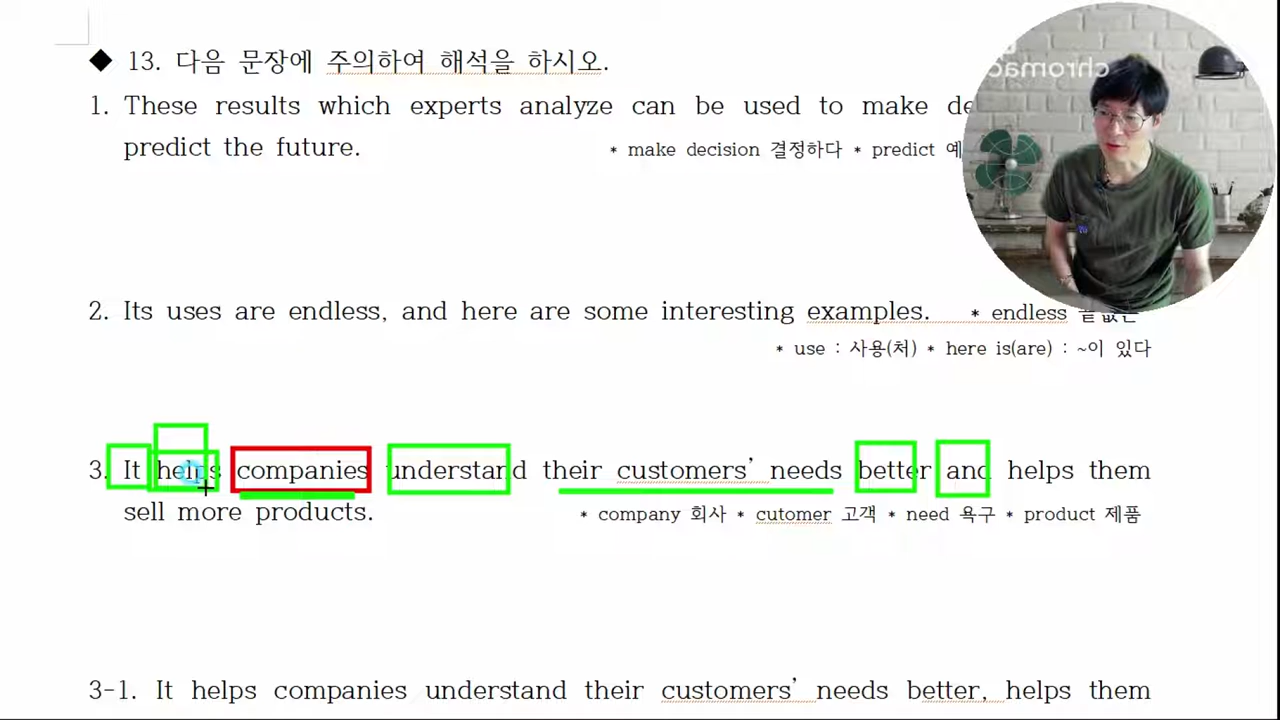 ◆ 13. 다음 문장에 주의하여 해석을 하시오.
1. These results which experts analyze can be used to make
predict the future. * make decision 결정하다 * predict
2. Its uses are endless, and here are some interesting examples. * endless 끝없는
* use : 사용(처) * here is(are) : ~이 있다
3. It helps companies understand their customers' needs better and helps them
sell more products. * company 회사 * cutomer 고객 * need 욕구 * product 제품
3-1. It helps companies understand their customers' needs better, helps them